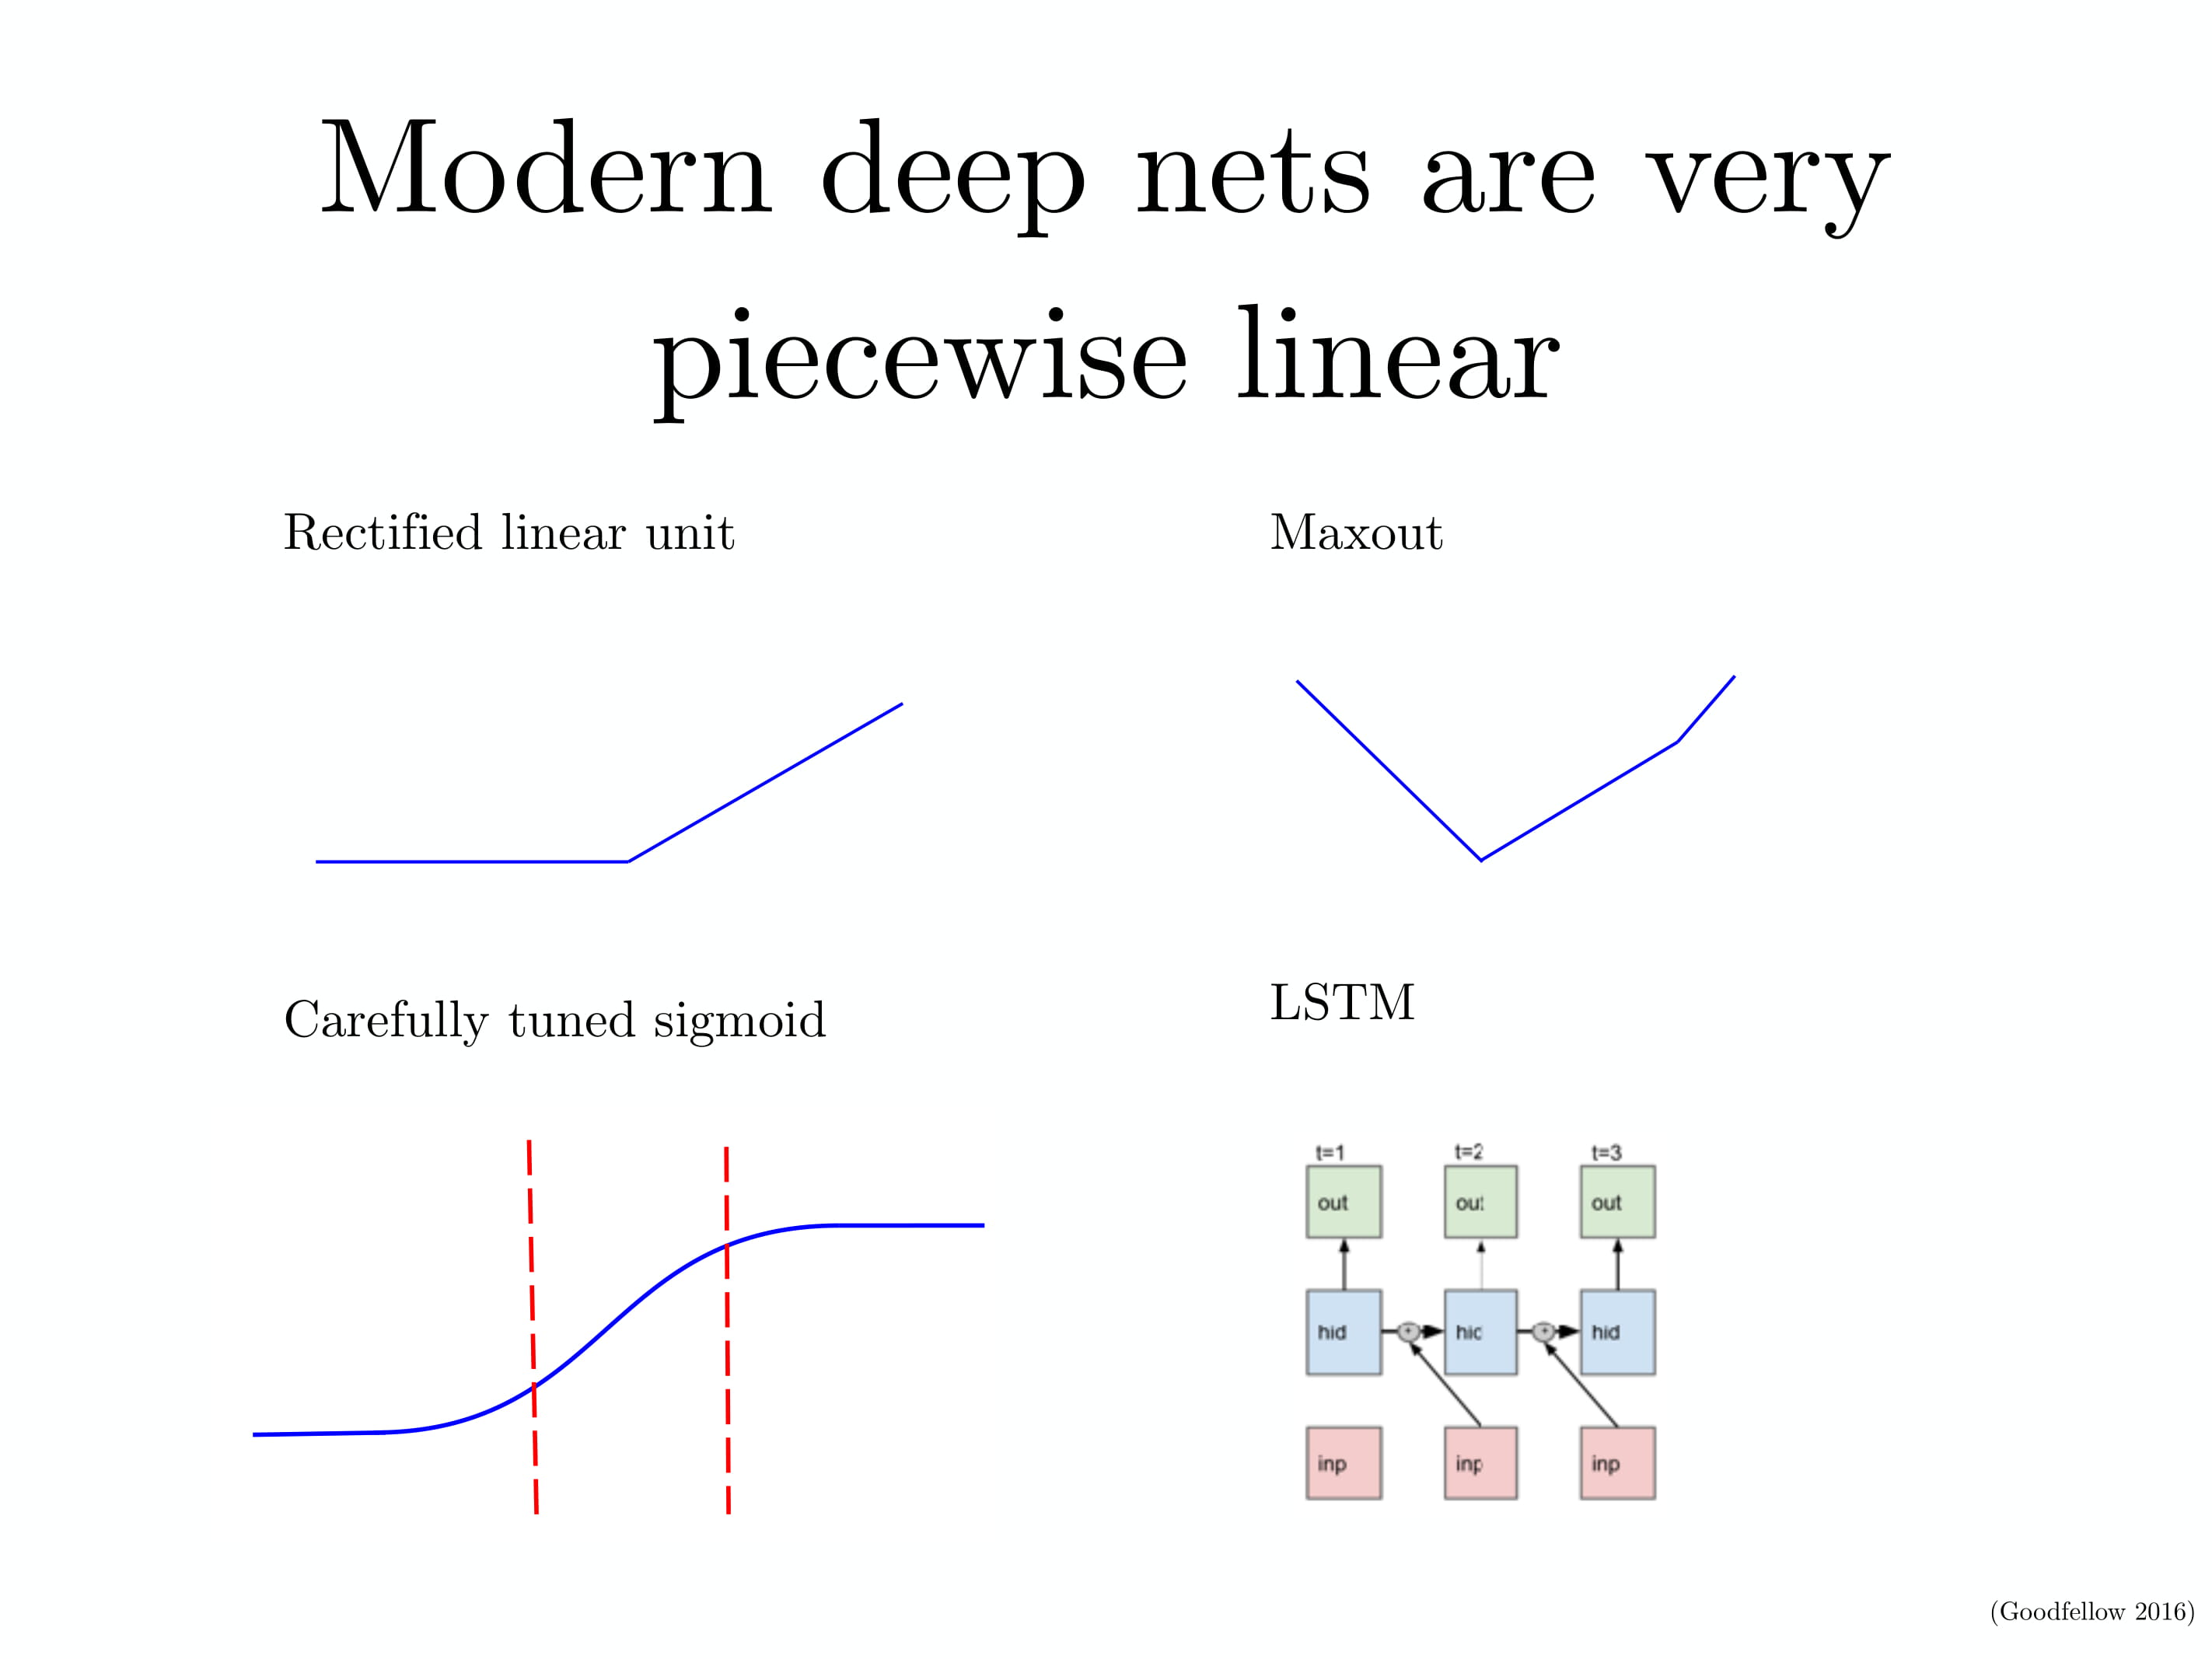 Modern deep nets are very
piecewise linear
Rectified linear unit
Maxout
Carefully tuned sigmoid
LSTM
t=1 t=2 t=3
out out out
hid hid hid
+ +
inp inp inp
(Goodfellow 2016)